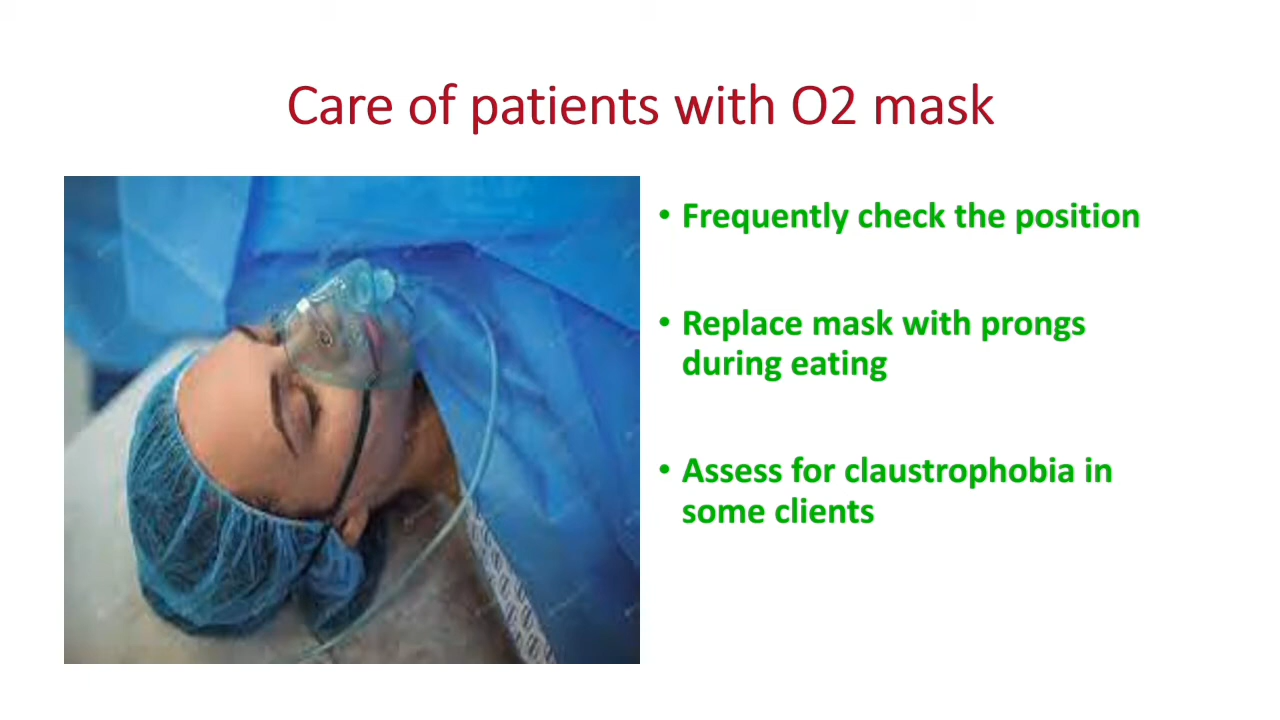 Care of patients with O2 mask
• Frequently check the position
• Replace mask with prongs
during eating
• Assess for claustrophobia in
some clients